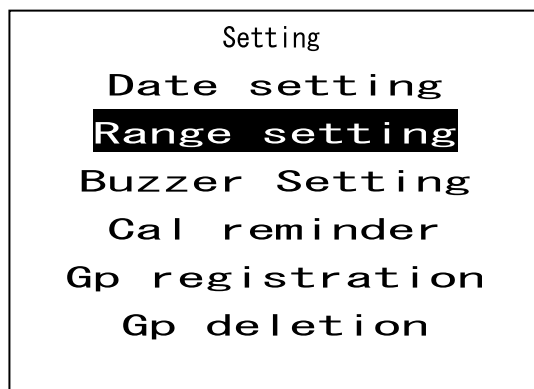 Setting
Date setting
Range setting
Buzzer Setting
Cal reminder
Gp registration
Gp deletion